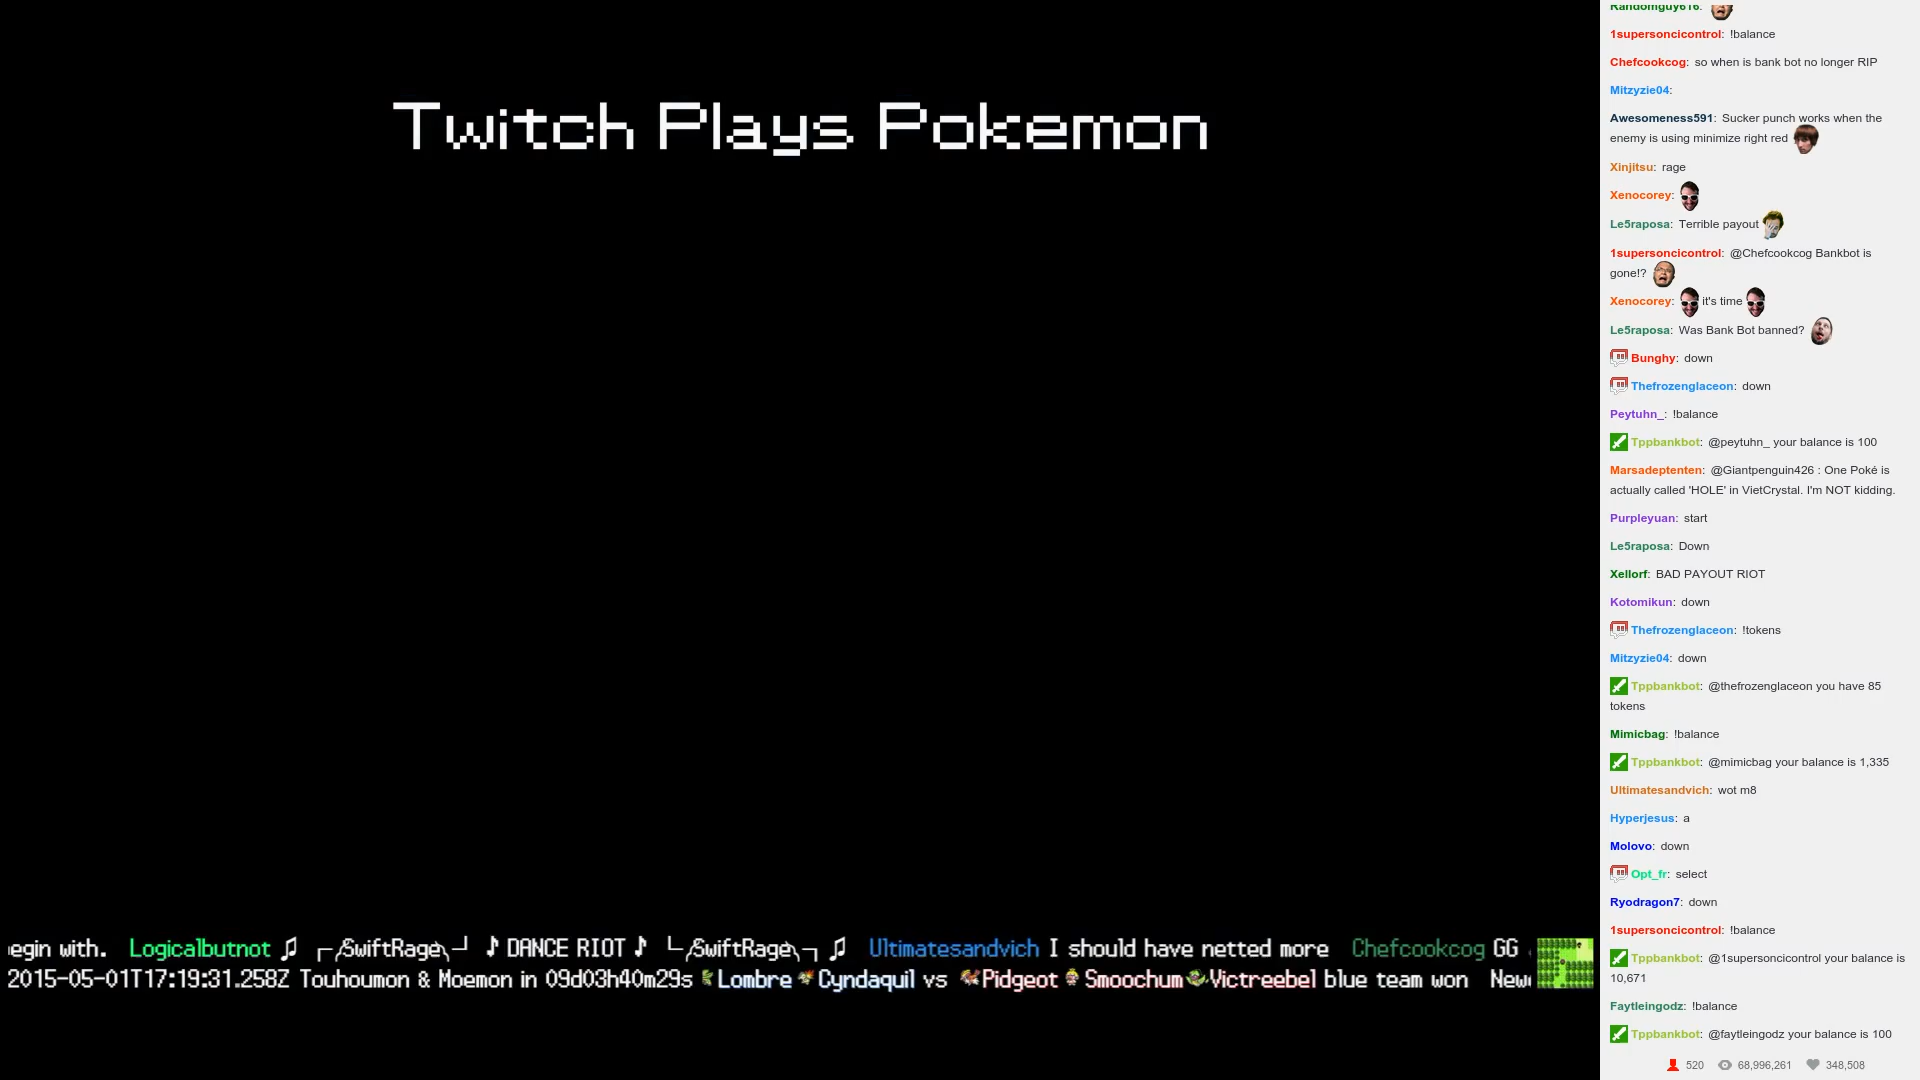 Twitch Plays Pokemon
egin with. Logicalbutnot ♫ ┌─╱SwiftRage╲─┘ ♪ DANCE RIOT ♪ └─╱SwiftRage╲─┐ ♫ Ultimatesandvich I should have netted more Chefcookcog GG
2015-05-01T17:19:31.258Z Touhoumon & Moemon in 09d03h40m29s Lombre Cyndaquil vs Pidgeot Smoochum Victreebel blue team won New
Randomguy616:
1supersoncicontrol: !balance
Chefcookcog: so when is bank bot no longer RIP
Mitzyzie04:
Awesomeness591: Sucker punch works when the
enemy is using minimize right red
Xinjitsu: rage
Xenocorey:
Le5raposa: Terrible payout
1supersoncicontrol: @Chefcookcog Bankbot is
gone!?
Xenocorey: it's time
Le5raposa: Was Bank Bot banned?
Bunghy: down
Thefrozenglaceon: down
Peytuhn_: !balance
Tppbankbot: @peytuhn_ your balance is 100
Marsadeptenten: @Giantpenguin426 : One Poké is
actually called 'HOLE' in VietCrystal. I'm NOT kidding.
Purpleyuan: start
Le5raposa: Down
Xellorf: BAD PAYOUT RIOT
Kotomikun: down
Thefrozenglaceon: !tokens
Mitzyzie04: down
Tppbankbot: @thefrozenglaceon you have 85
tokens
Mimicbag: !balance
Tppbankbot: @mimicbag your balance is 1,335
Ultimatesandvich: wot m8
Hyperjesus: a
Molovo: down
Opt_fr: select
Ryodragon7: down
1supersoncicontrol: !balance
Tppbankbot: @1supersoncicontrol your balance is
10,671
Faytleingodz: !balance
Tppbankbot: @faytleingodz your balance is 100
520 68,996,261 348,508